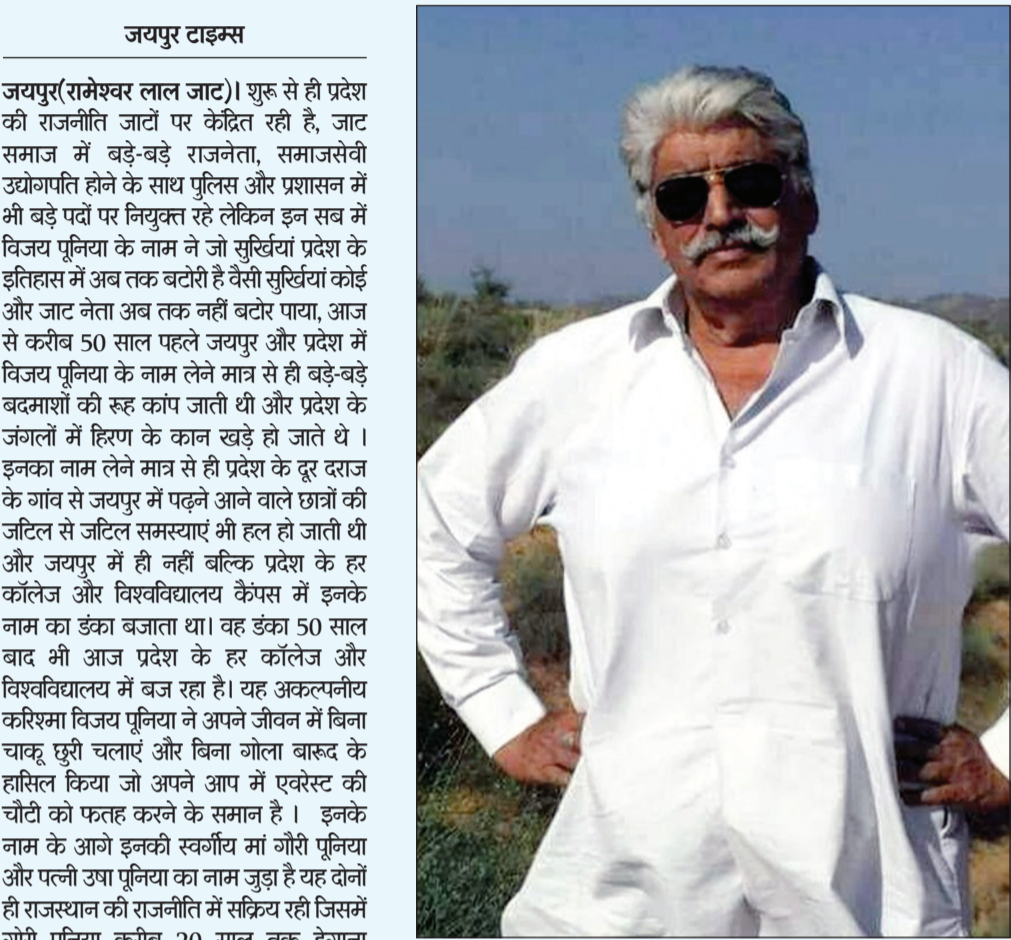 जयपुर टाइम्स
जयपुर(रामेश्वर लाल जाट)। शुरू से ही प्रदेश
की राजनीति जाटों पर केंद्रित रही है, जाट
समाज में बड़े-बड़े राजनेता, समाजसेवी
उद्योगपति होने के साथ पुलिस और प्रशासन में
भी बड़े पदों पर नियुक्त रहे लेकिन इन सब में
विजय पूनिया के नाम ने जो सुर्खियां प्रदेश के
इतिहास में अब तक बटोरी है वैसी सुर्खियां कोई
और जाट नेता अब तक नहीं बटोर पाया, आज
से करीब 50 साल पहले जयपुर और प्रदेश में
विजय पूनिया के नाम लेने मात्र से ही बड़े-बड़े
बदमाशों की रूह कांप जाती थी और प्रदेश के
जंगलों में हिरण के कान खड़े हो जाते थे ।
इनका नाम लेने मात्र से ही प्रदेश के दूर दराज
के गांव से जयपुर में पढ़ने आने वाले छात्रों की
जटिल से जटिल समस्याएं भी हल हो जाती थी
और जयपुर में ही नहीं बल्कि प्रदेश के हर
कॉलेज और विश्वविद्यालय कैंपस में इनके
नाम का डंका बजाता था। वह डंका 50 साल
बाद भी आज प्रदेश के हर कॉलेज और
विश्वविद्यालय में बज रहा है। यह अकल्पनीय
करिश्मा विजय पूनिया ने अपने जीवन में बिना
चाकू छुरी चलाएं और बिना गोला बारूद के
हासिल किया जो अपने आप में एवरेस्ट की
चौटी को फतह करने के समान है । इनके
नाम के आगे इनकी स्वर्गीय मां गौरी पूनिया
और पत्नी उषा पूनिया का नाम जुड़ा है यह दोनों
ही राजस्थान की राजनीति में सक्रिय रही जिसमें